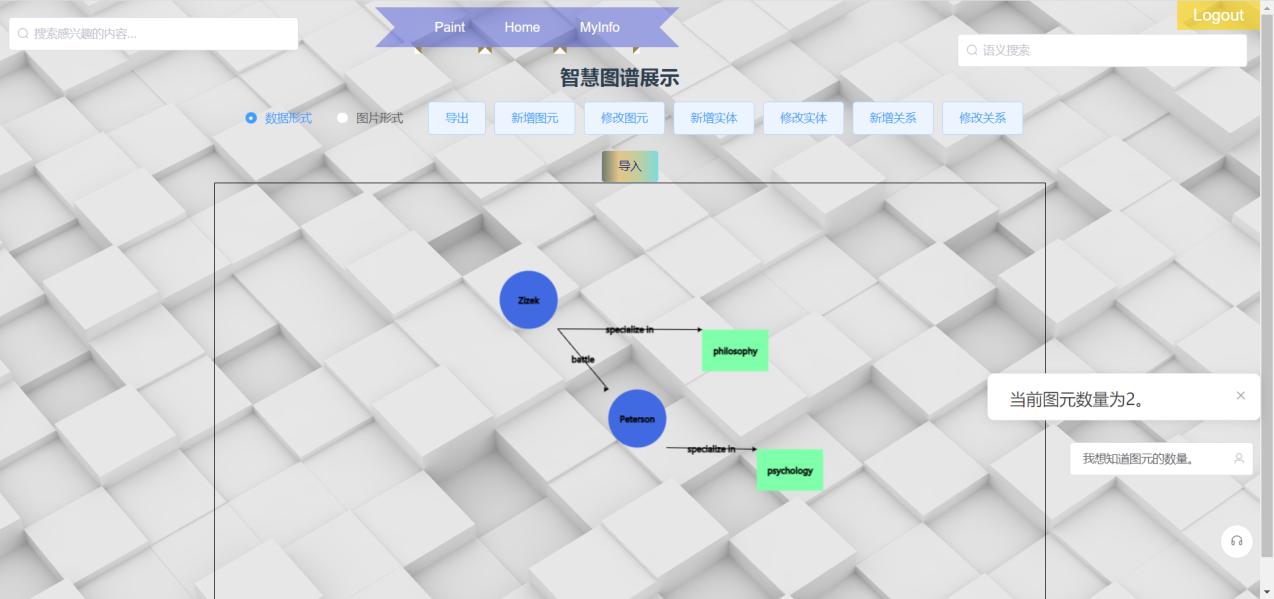 Logout
Paint Home MyInfo
搜索感兴趣的内容...
语义搜索
智慧图谱展示
数据形式 图片形式 导出 新增图元 修改图元 新增实体 修改实体 新增关系 修改关系
导入
Zizek
specialize in
philosophy
battle
Peterson
specialize in
psychology
当前图元数量为2。
我想知道图元的数量。